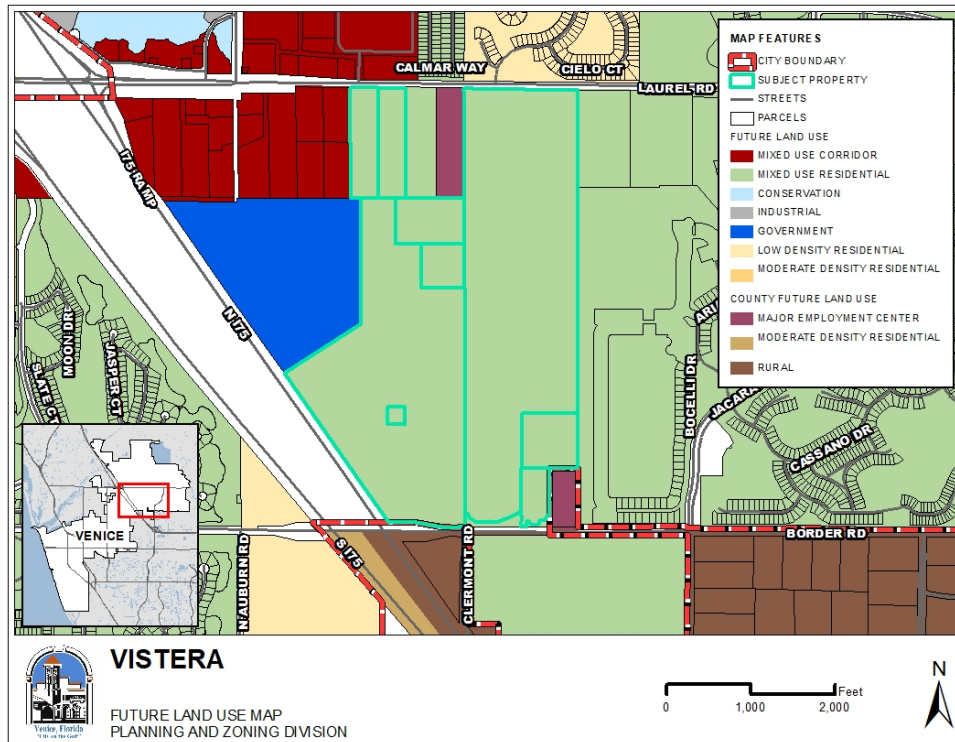 CALMAR WAY
CIELO CT
LAUREL RD
I75 RAMP
N I75
MOON DR
JASPER CT
SLATE CT
BOCELLI DR
CASSANO DR
BORDER RD
CLERMONT RD
S I75
N AUBURN RD
VENICE
MAP FEATURES
CITY BOUNDARY
SUBJECT PROPERTY
STREETS
PARCELS
FUTURE LAND USE
MIXED USE CORRIDOR
MIXED USE RESIDENTIAL
CONSERVATION
INDUSTRIAL
GOVERNMENT
LOW DENSITY RESIDENTIAL
MODERATE DENSITY RESIDENTIAL
COUNTY FUTURE LAND USE
MAJOR EMPLOYMENT CENTER
MODERATE DENSITY RESIDENTIAL
RURAL
VISTERA
FUTURE LAND USE MAP
PLANNING AND ZONING DIVISION
Venice, Florida
0 1,000 2,000 Feet
N